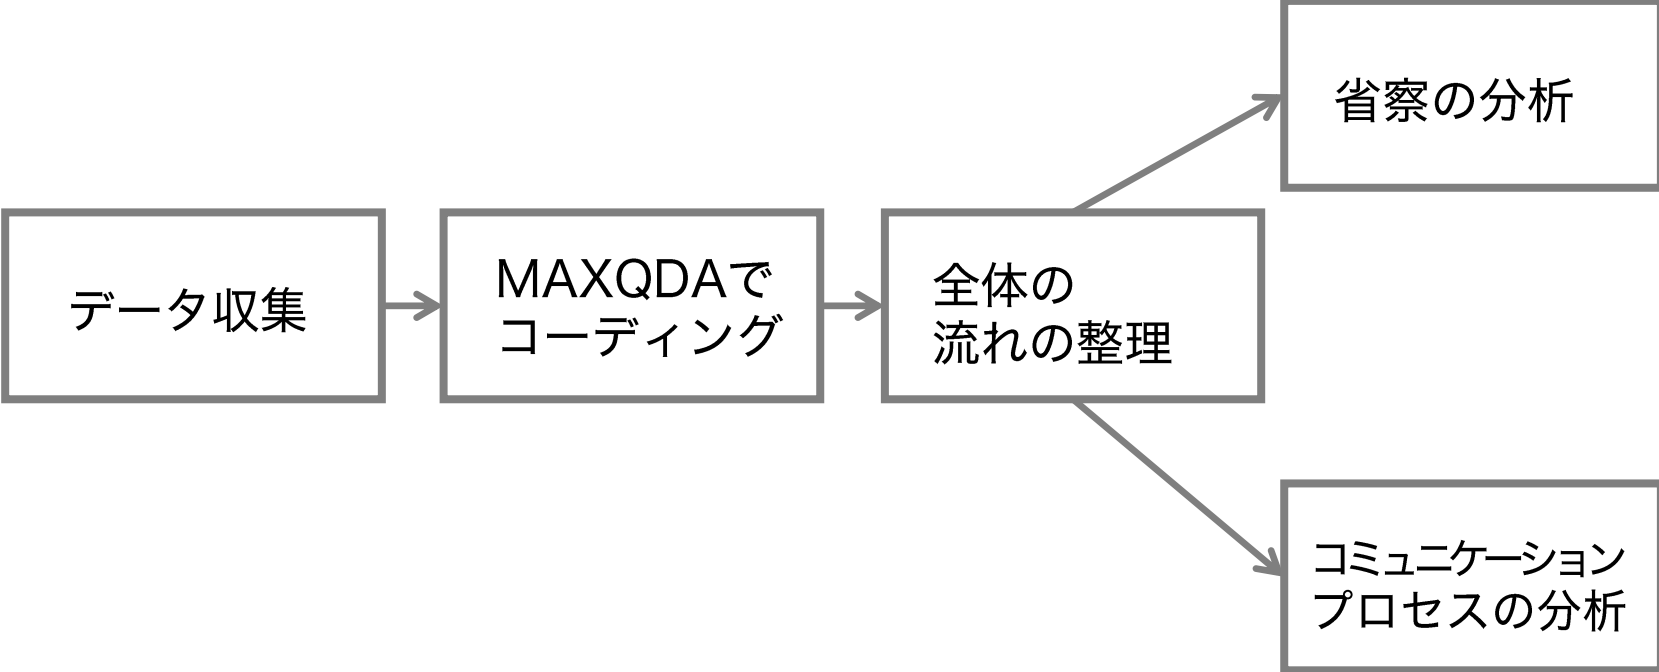 データ収集
MAXQDAで
コーディング
全体の
流れの整理
省察の分析
コミュニケーション
プロセスの分析